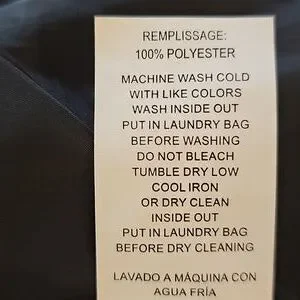 REMPLISSAGE:
100% POLYESTER
MACHINE WASH COLD
WITH LIKE COLORS
WASH INSIDE OUT
PUT IN LAUNDRY BAG
BEFORE WASHING
DO NOT BLEACH
TUMBLE DRY LOW
COOL IRON
OR DRY CLEAN
INSIDE OUT
PUT IN LAUNDRY BAG
BEFORE DRY CLEANING
LAVADO A MÁQUINA CON
AGUA FRÍA